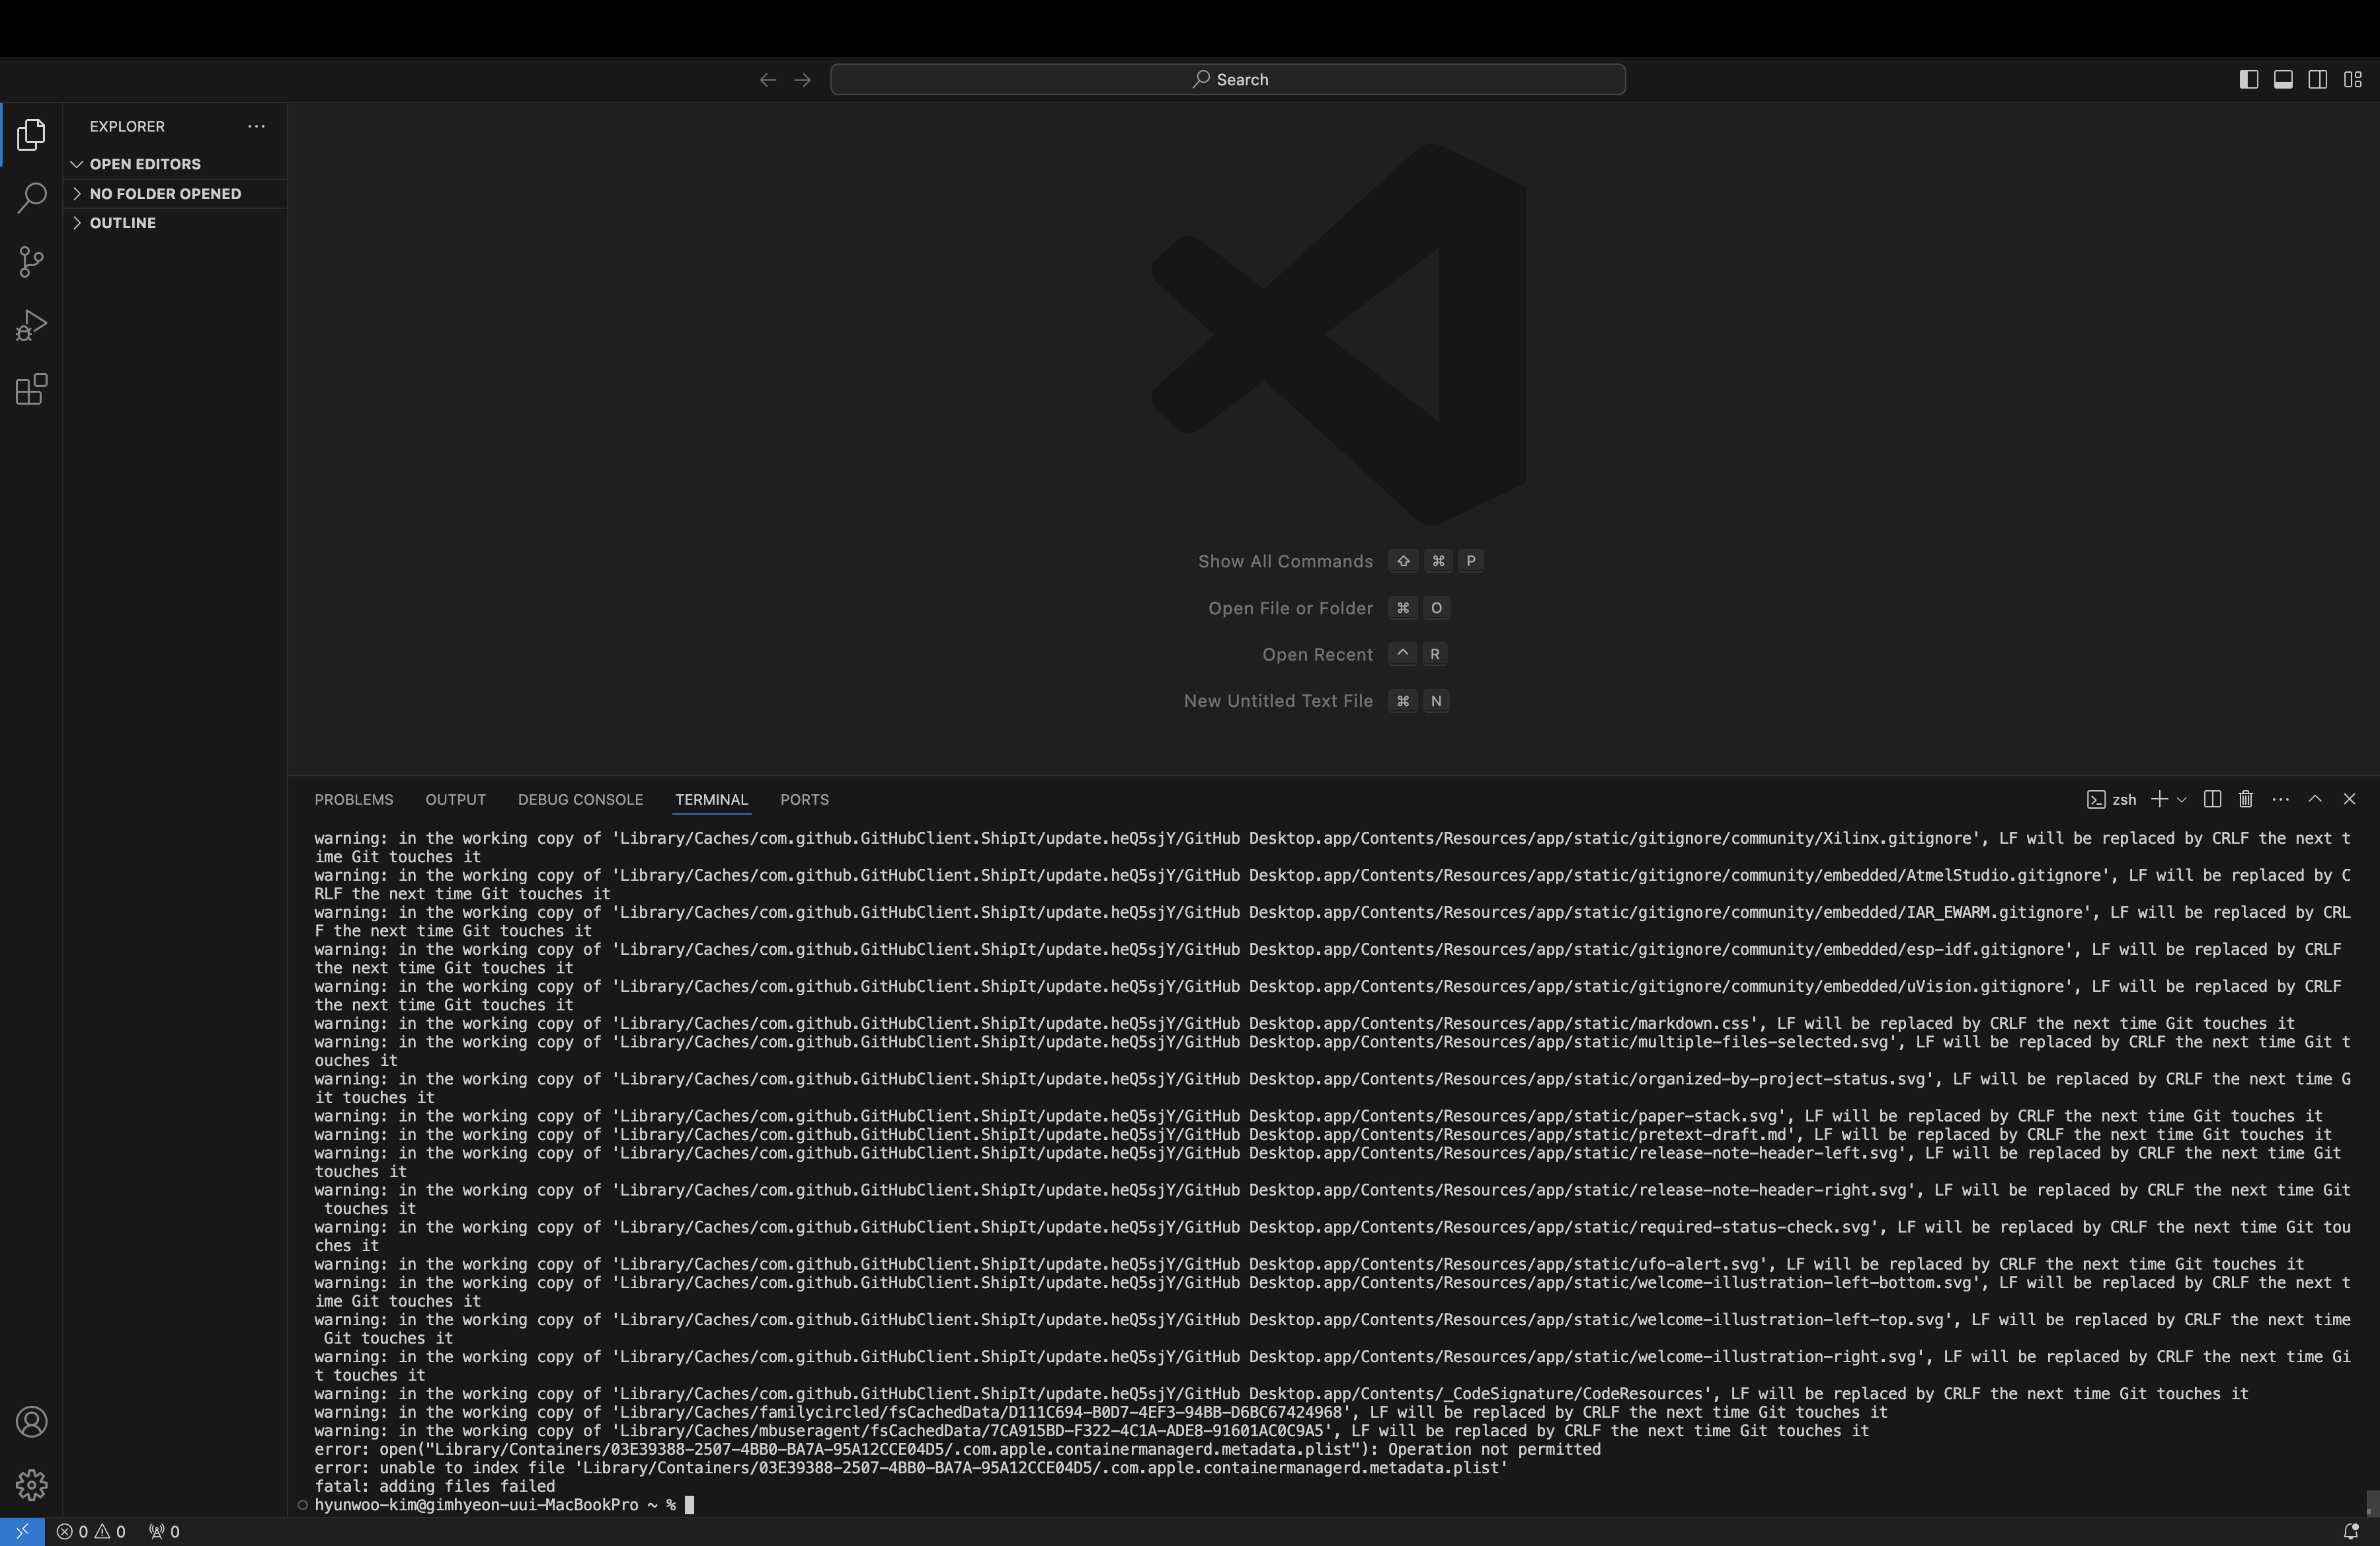 Search
EXPLORER
OPEN EDITORS
NO FOLDER OPENED
OUTLINE
Show All Commands ⇧ ⌘ P
Open File or Folder ⌘ O
Open Recent ^ R
New Untitled Text File ⌘ N
PROBLEMS OUTPUT DEBUG CONSOLE TERMINAL PORTS zsh
warning: in the working copy of 'Library/Caches/com.github.GitHubClient.ShipIt/update.heQ5sjY/GitHub Desktop.app/Contents/Resources/app/static/gitignore/community/Xilinx.gitignore', LF will be replaced by CRLF the next t
ime Git touches it
warning: in the working copy of 'Library/Caches/com.github.GitHubClient.ShipIt/update.heQ5sjY/GitHub Desktop.app/Contents/Resources/app/static/gitignore/community/embedded/AtmelStudio.gitignore', LF will be replaced by C
RLF the next time Git touches it
warning: in the working copy of 'Library/Caches/com.github.GitHubClient.ShipIt/update.heQ5sjY/GitHub Desktop.app/Contents/Resources/app/static/gitignore/community/embedded/IAR_EWARM.gitignore', LF will be replaced by CRL
F the next time Git touches it
warning: in the working copy of 'Library/Caches/com.github.GitHubClient.ShipIt/update.heQ5sjY/GitHub Desktop.app/Contents/Resources/app/static/gitignore/community/embedded/esp-idf.gitignore', LF will be replaced by CRLF
the next time Git touches it
warning: in the working copy of 'Library/Caches/com.github.GitHubClient.ShipIt/update.heQ5sjY/GitHub Desktop.app/Contents/Resources/app/static/gitignore/community/embedded/uVision.gitignore', LF will be replaced by CRLF
the next time Git touches it
warning: in the working copy of 'Library/Caches/com.github.GitHubClient.ShipIt/update.heQ5sjY/GitHub Desktop.app/Contents/Resources/app/static/markdown.css', LF will be replaced by CRLF the next time Git touches it
warning: in the working copy of 'Library/Caches/com.github.GitHubClient.ShipIt/update.heQ5sjY/GitHub Desktop.app/Contents/Resources/app/static/multiple-files-selected.svg', LF will be replaced by CRLF the next time Git t
ouches it
warning: in the working copy of 'Library/Caches/com.github.GitHubClient.ShipIt/update.heQ5sjY/GitHub Desktop.app/Contents/Resources/app/static/organized-by-project-status.svg', LF will be replaced by CRLF the next time G
it touches it
warning: in the working copy of 'Library/Caches/com.github.GitHubClient.ShipIt/update.heQ5sjY/GitHub Desktop.app/Contents/Resources/app/static/paper-stack.svg', LF will be replaced by CRLF the next time Git touches it
warning: in the working copy of 'Library/Caches/com.github.GitHubClient.ShipIt/update.heQ5sjY/GitHub Desktop.app/Contents/Resources/app/static/pretext-draft.md', LF will be replaced by CRLF the next time Git touches it
warning: in the working copy of 'Library/Caches/com.github.GitHubClient.ShipIt/update.heQ5sjY/GitHub Desktop.app/Contents/Resources/app/static/release-note-header-left.svg', LF will be replaced by CRLF the next time Git
touches it
warning: in the working copy of 'Library/Caches/com.github.GitHubClient.ShipIt/update.heQ5sjY/GitHub Desktop.app/Contents/Resources/app/static/release-note-header-right.svg', LF will be replaced by CRLF the next time Git
touches it
warning: in the working copy of 'Library/Caches/com.github.GitHubClient.ShipIt/update.heQ5sjY/GitHub Desktop.app/Contents/Resources/app/static/required-status-check.svg', LF will be replaced by CRLF the next time Git tou
ches it
warning: in the working copy of 'Library/Caches/com.github.GitHubClient.ShipIt/update.heQ5sjY/GitHub Desktop.app/Contents/Resources/app/static/ufo-alert.svg', LF will be replaced by CRLF the next time Git touches it
warning: in the working copy of 'Library/Caches/com.github.GitHubClient.ShipIt/update.heQ5sjY/GitHub Desktop.app/Contents/Resources/app/static/welcome-illustration-left-bottom.svg', LF will be replaced by CRLF the next t
ime Git touches it
warning: in the working copy of 'Library/Caches/com.github.GitHubClient.ShipIt/update.heQ5sjY/GitHub Desktop.app/Contents/Resources/app/static/welcome-illustration-left-top.svg', LF will be replaced by CRLF the next time
Git touches it
warning: in the working copy of 'Library/Caches/com.github.GitHubClient.ShipIt/update.heQ5sjY/GitHub Desktop.app/Contents/Resources/app/static/welcome-illustration-right.svg', LF will be replaced by CRLF the next time Gi
t touches it
warning: in the working copy of 'Library/Caches/com.github.GitHubClient.ShipIt/update.heQ5sjY/GitHub Desktop.app/Contents/_CodeSignature/CodeResources', LF will be replaced by CRLF the next time Git touches it
warning: in the working copy of 'Library/Caches/familycircled/fsCachedData/D111C694-B0D7-4EF3-94BB-D6BC67424968', LF will be replaced by CRLF the next time Git touches it
warning: in the working copy of 'Library/Caches/mbuseragent/fsCachedData/7CA915BD-F322-4C1A-ADE8-91601AC0C9A5', LF will be replaced by CRLF the next time Git touches it
error: open("Library/Containers/03E39388-2507-4BB0-BA7A-95A12CCE04D5/.com.apple.containermanagerd.metadata.plist"): Operation not permitted
error: unable to index file 'Library/Containers/03E39388-2507-4BB0-BA7A-95A12CCE04D5/.com.apple.containermanagerd.metadata.plist'
fatal: adding files failed
hyunwoo-kim@gimhyeon-uui-MacBookPro ~ %
0 0 0